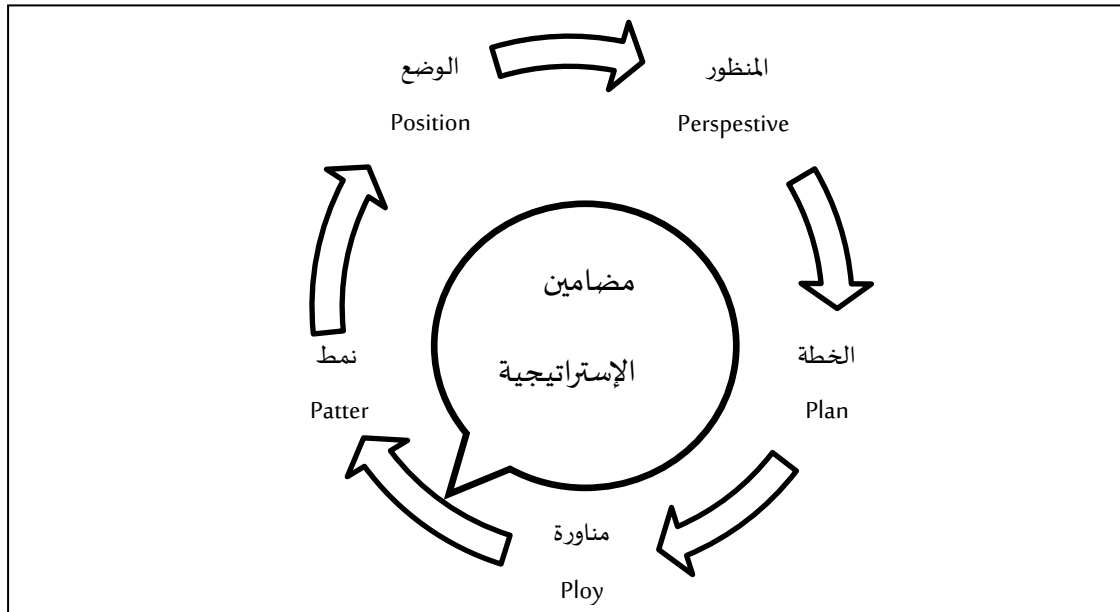 الوضع
Position
المنظور
Perspestive
مضامين
الإستراتيجية
نمط
Patter
الخطة
Plan
مناورة
Ploy